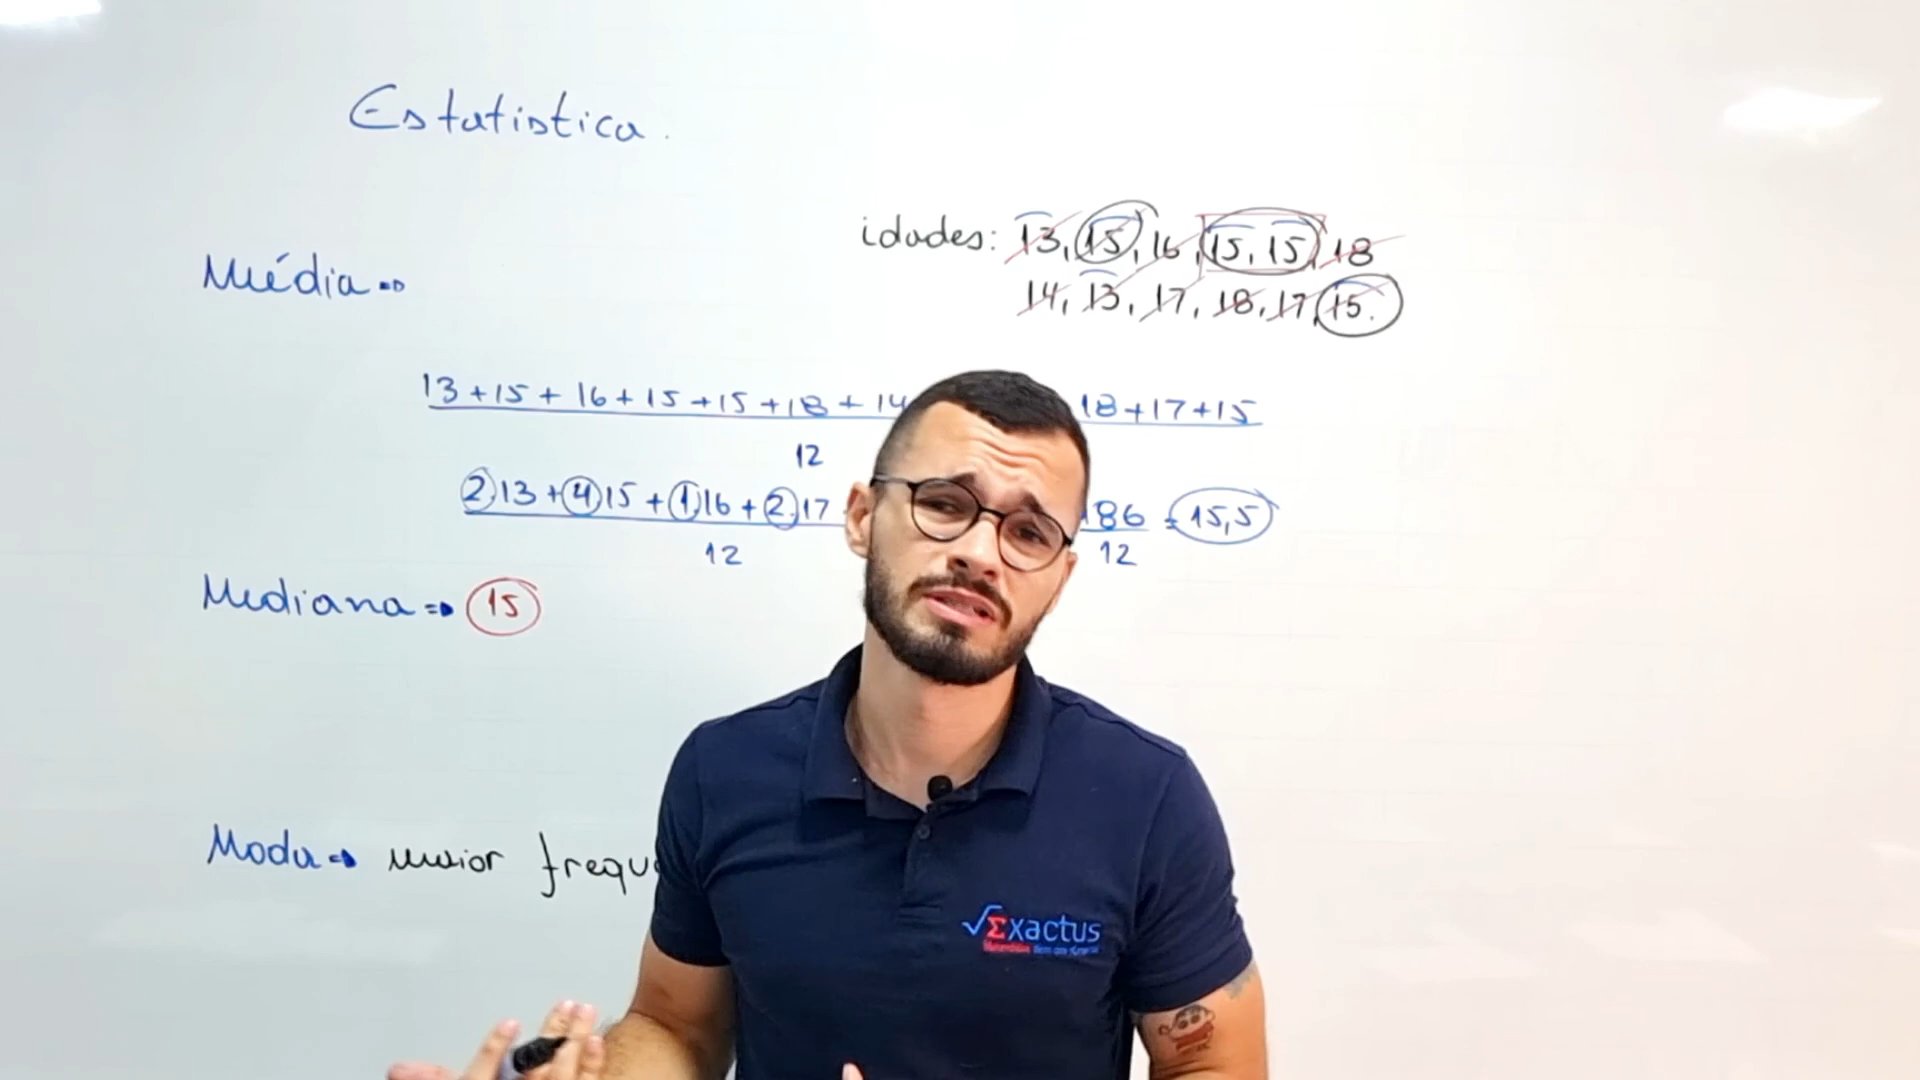 Estatistica.
idades: 13, 15, 16, 15, 15, 18
14, 13, 17, 18, 17, 15.
Média ⇒
13 + 15 + 16 + 15 + 15 + 18 + 14 18 + 17 + 15
12
2.13 + 4.15 + 1.16 + 2.17 186 = 15,5
12 12
Mediana ⇒ 15
Moda ⇒ maior frequ
√Exactus